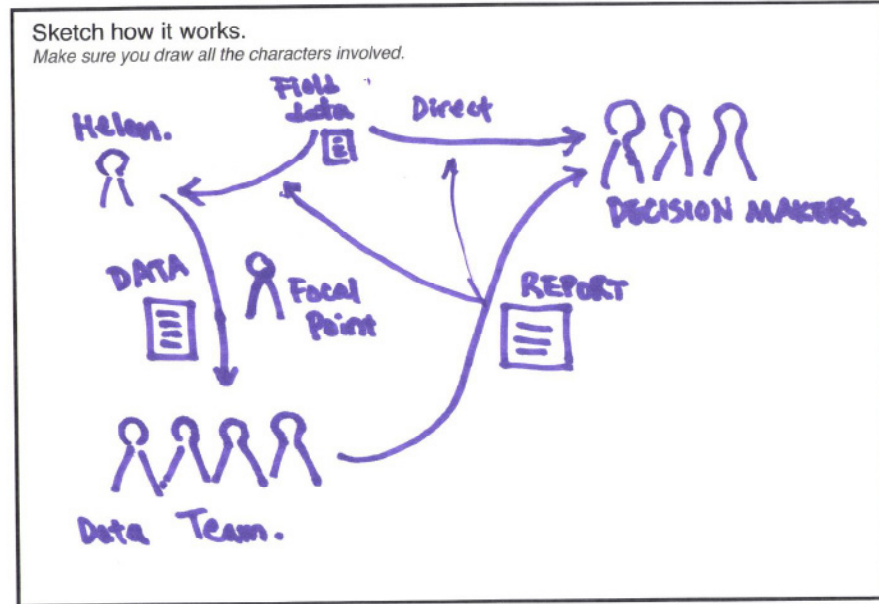 Sketch how it works.
Make sure you draw all the characters involved.
Field
data
Direct
Helen.
DECISION MAKERS.
DATA
Focal
Point
REPORT
Data Team.